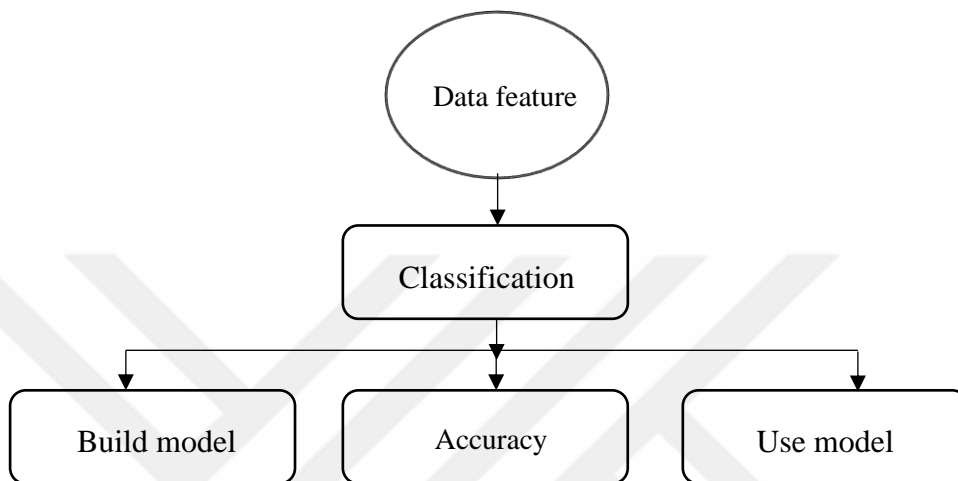 Data feature
Classification
Build model
Accuracy
Use model